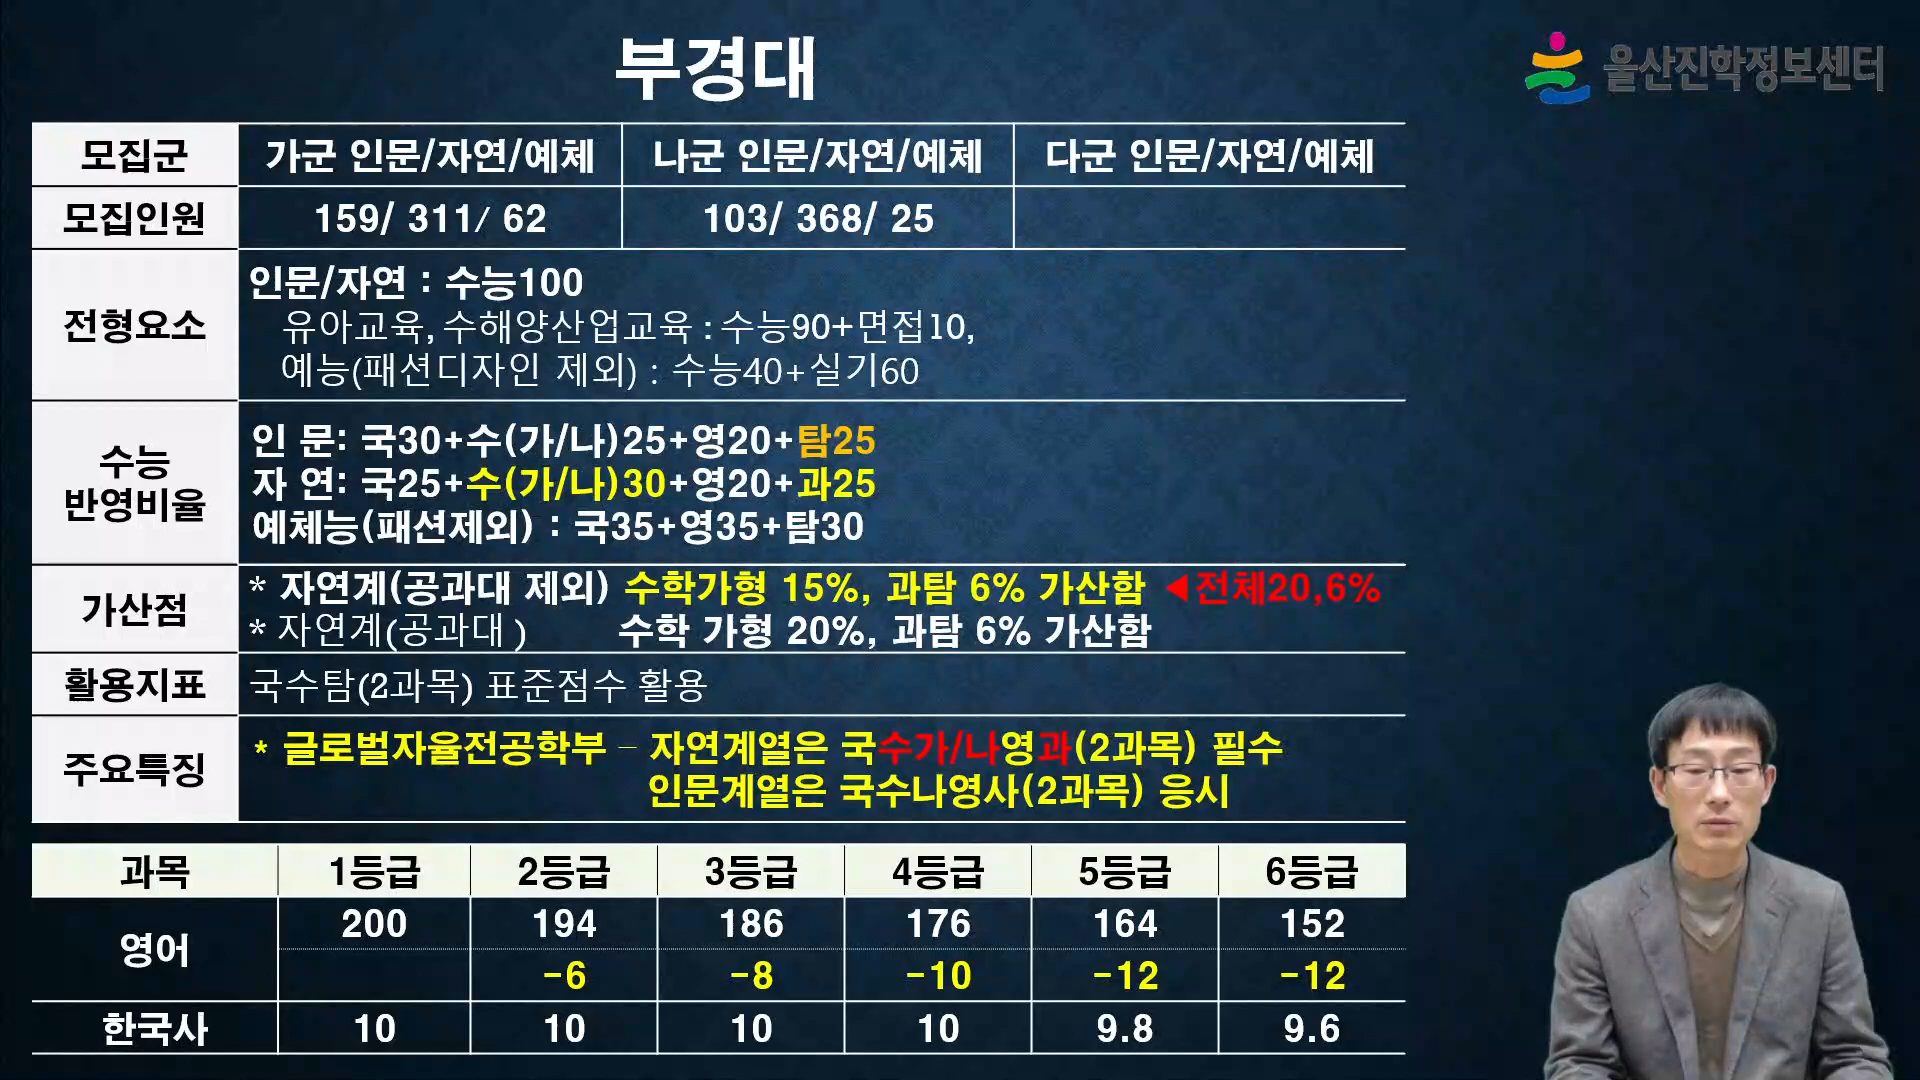 부경대
울산진학정보센터
모집군 가군 인문/자연/예체 나군 인문/자연/예체 다군 인문/자연/예체
모집인원 159/ 311/ 62 103/ 368/ 25
전형요소
인문/자연 : 수능100
유아교육, 수해양산업교육 : 수능90+면접10,
예능(패션디자인 제외) : 수능40+실기60
수능
반영비율
인 문: 국30+수(가/나)25+영20+탐25
자 연: 국25+수(가/나)30+영20+과25
예체능(패션제외) : 국35+영35+탐30
가산점
* 자연계(공과대 제외) 수학가형 15%, 과탐 6% 가산함 ◀전체20,6%
* 자연계(공과대) 수학 가형 20%, 과탐 6% 가산함
활용지표 국수탐(2과목) 표준점수 활용
주요특징
* 글로벌자율전공학부 – 자연계열은 국수가/나영과(2과목) 필수
인문계열은 국수나영사(2과목) 응시
과목 1등급 2등급 3등급 4등급 5등급 6등급
영어
200 194 186 176 164 152
-6 -8 -10 -12 -12
한국사 10 10 10 10 9.8 9.6